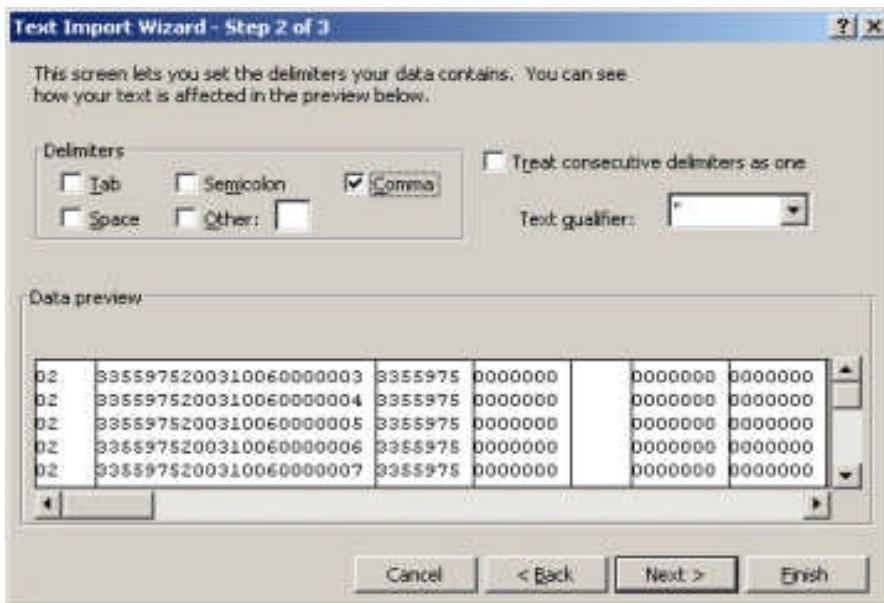 Text Import Wizard - Step 2 of 3
This screen lets you set the delimiters your data contains. You can see
how your text is affected in the preview below.
Delimiters
Tab Semicolon Comma
Space Other:
Treat consecutive delimiters as one
Text qualifier: "
Data preview
02 33559752003100600000003 3355975 0000000 0000000 0000000
02 33559752003100600000004 3355975 0000000 0000000 0000000
02 33559752003100600000005 3355975 0000000 0000000 0000000
02 33559752003100600000006 3355975 0000000 0000000 0000000
02 33559752003100600000007 3355975 0000000 0000000 0000000
Cancel < Back Next > Finish